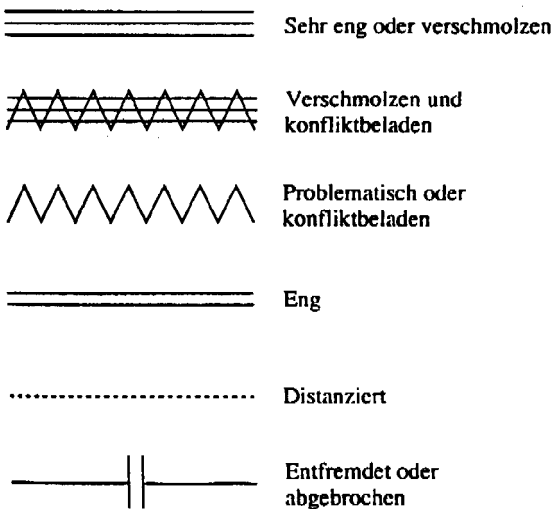 Sehr eng oder verschmolzen
Verschmolzen und
konfliktbeladen
Problematisch oder
konfliktbeladen
Eng
Distanziert
Entfremdet oder
abgebrochen